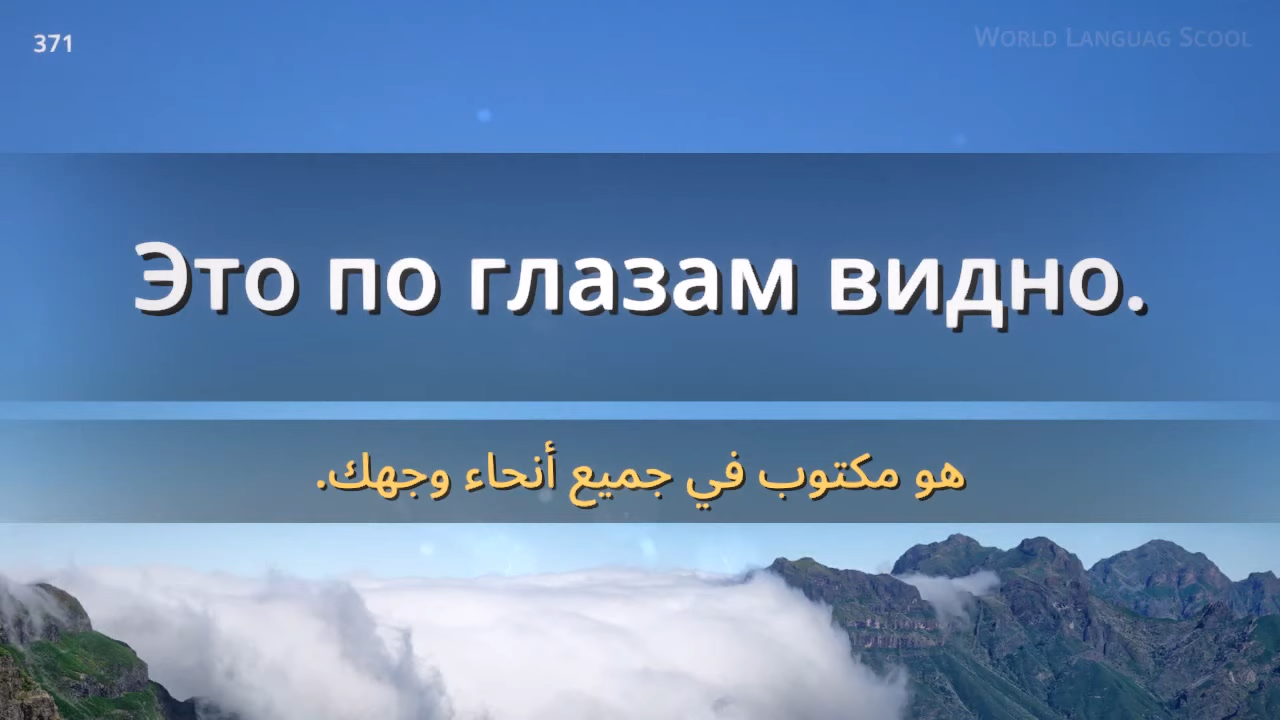 371
World Languag Scool
Это по глазам видно.
هو مكتوب في جميع أنحاء وجهك.